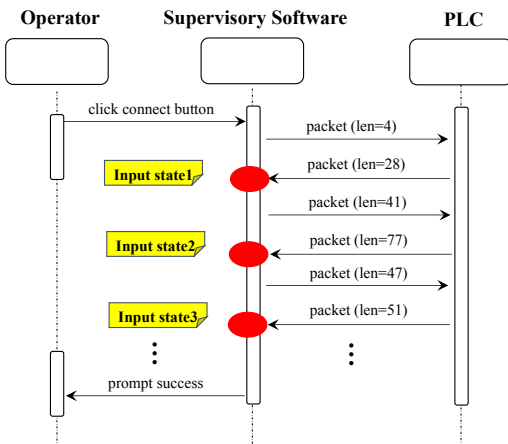 Operator
Supervisory Software
PLC
click connect button
packet (len=4)
packet (len=28)
Input state1
packet (len=41)
packet (len=77)
Input state2
packet (len=47)
packet (len=51)
Input state3
prompt success